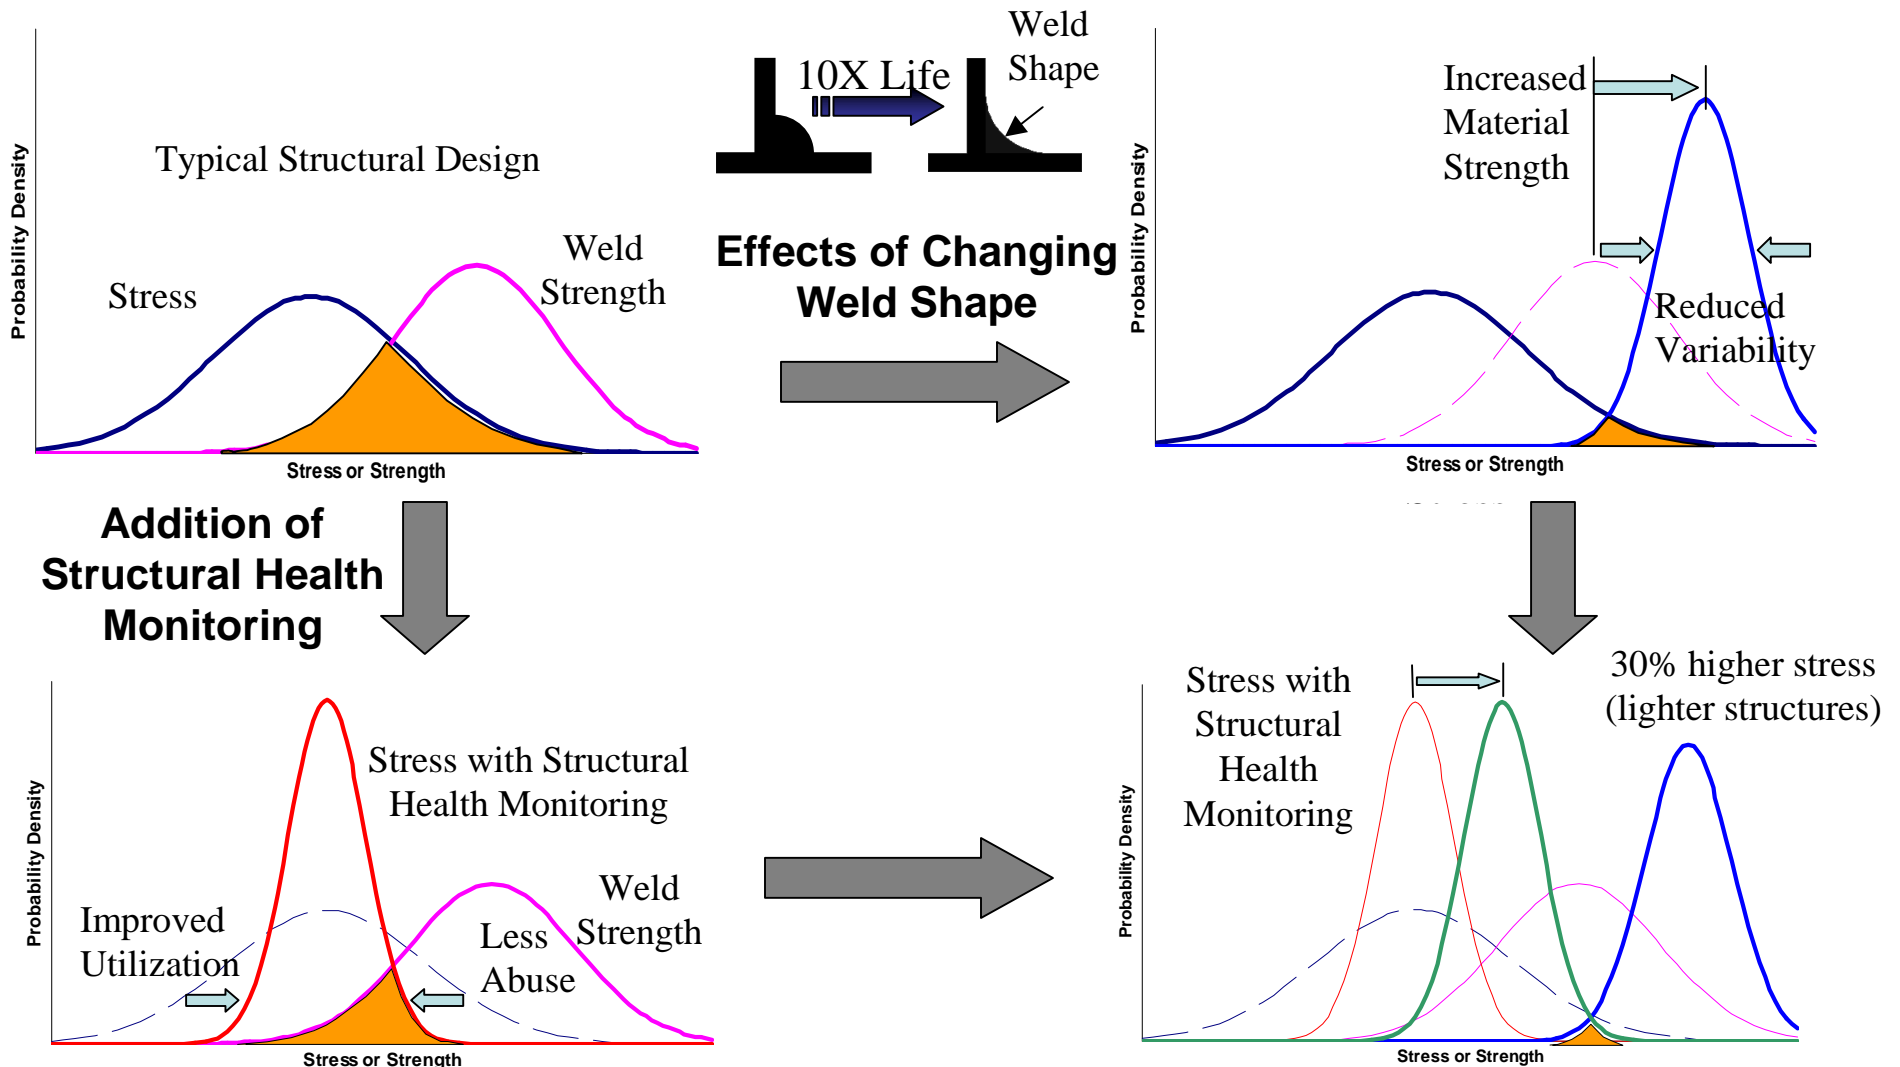 Weld
Shape
10X Life
Typical Structural Design
Probability Density
Stress
Weld
Strength
Stress or Strength
Effects of Changing
Weld Shape
Probability Density
Increased
Material
Strength
Reduced
Variability
Stress or Strength
Addition of
Structural Health
Monitoring
Probability Density
Stress with Structural
Health Monitoring
Improved
Utilization
Less
Abuse
Weld
Strength
Stress or Strength
Probability Density
Stress with
Structural
Health
Monitoring
30% higher stress
(lighter structures)
Stress or Strength